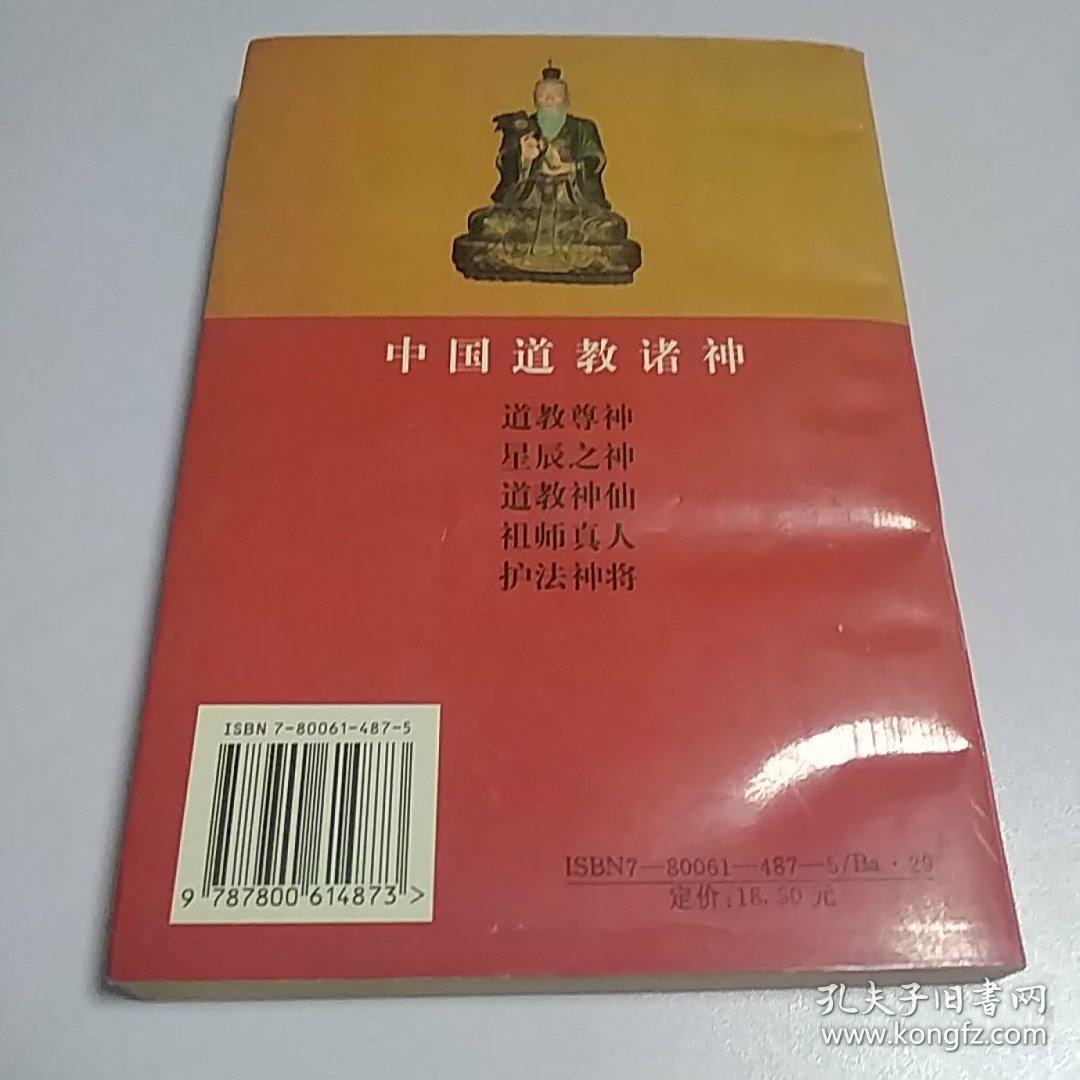 中国道教诸神
道教尊神
星辰之神
道教神仙
祖师真人
护法神将
ISBN 7-80061-487-5
9 787800 614873 >
ISBN7—80061—487—5/Ba·29
定价:18.50元
孔夫子旧书网
www.kongfz.com